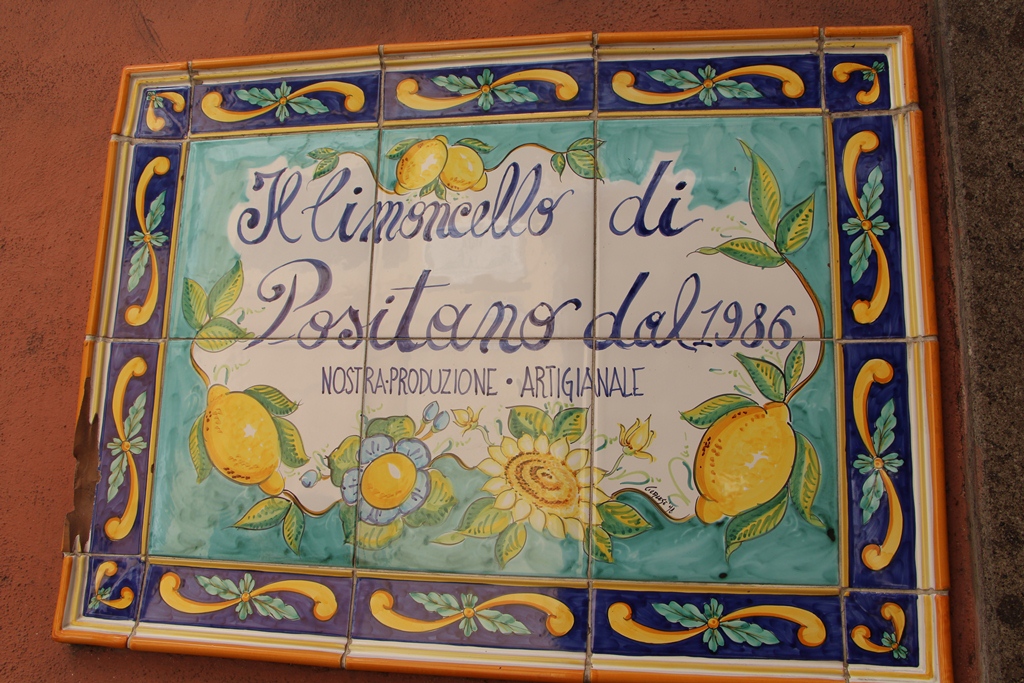 Il limoncello di
Positano dal 1986
NOSTRA·PRODUZIONE · ARTIGIANALE